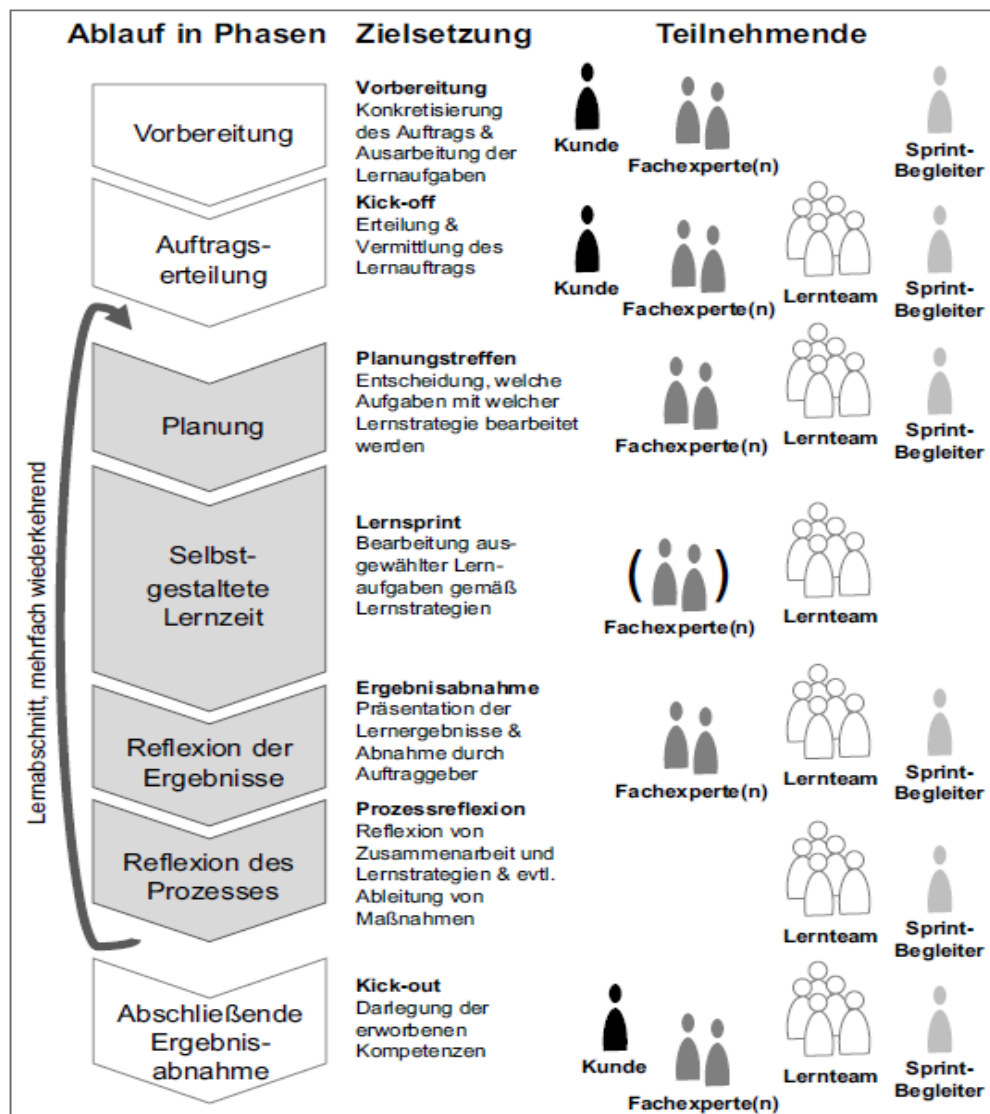 Ablauf in Phasen Zielsetzung Teilnehmende
Vorbereitung
Vorbereitung
Konkretisierung
des Auftrags &
Ausarbeitung der
Lernaufgaben
Kunde
Fachexperte(n)
Sprint-
Begleiter
Auftrags-
erteilung
Kick-off
Erteilung &
Vermittlung des
Lernauftrags
Kunde
Fachexperte(n)
Lernteam
Sprint-
Begleiter
Lernabschnitt, mehrfach wiederkehrend
Planung
Planungstreffen
Entscheidung, welche
Aufgaben mit welcher
Lernstrategie bearbeitet
werden
Fachexperte(n)
Lernteam
Sprint-
Begleiter
Selbst-
gestaltete
Lernzeit
Lernsprint
Bearbeitung aus-
gewählter Lern-
aufgaben gemäß
Lernstrategien
( )
Fachexperte(n)
Lernteam
Reflexion der
Ergebnisse
Ergebnisabnahme
Präsentation der
Lernergebnisse &
Abnahme durch
Auftraggeber
Fachexperte(n)
Lernteam
Sprint-
Begleiter
Reflexion des
Prozesses
Prozessreflexion
Reflexion von
Zusammenarbeit und
Lernstrategien & evtl.
Ableitung von
Maßnahmen
Lernteam
Sprint-
Begleiter
Abschließende
Ergebnis-
abnahme
Kick-out
Darlegung der
erworbenen
Kompetenzen
Kunde
Fachexperte(n)
Lernteam
Sprint-
Begleiter